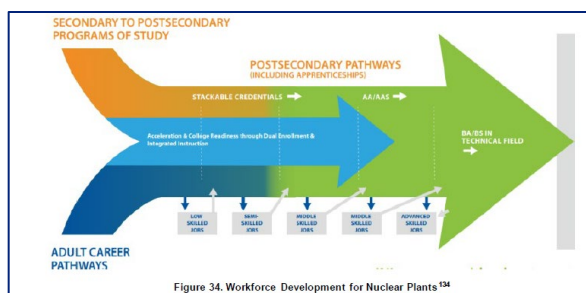 SECONDARY TO POSTSECONDARY
PROGRAMS OF STUDY
POSTSECONDARY PATHWAYS
(INCLUDING APPRENTICESHIPS)
STACKABLE CREDENTIALS
AA/AAS
Acceleration & College Readiness through Dual Enrollment &
Integrated Instruction
BA/BS IN
TECHNICAL FIELD
LOW
SKILLED
JOBS
SEMI-
SKILLED
JOBS
MIDDLE
SKILLED
JOBS
MIDDLE
SKILLED
JOBS
ADVANCED
SKILLED
JOBS
ADULT CAREER
PATHWAYS
Figure 34. Workforce Development for Nuclear Plants134